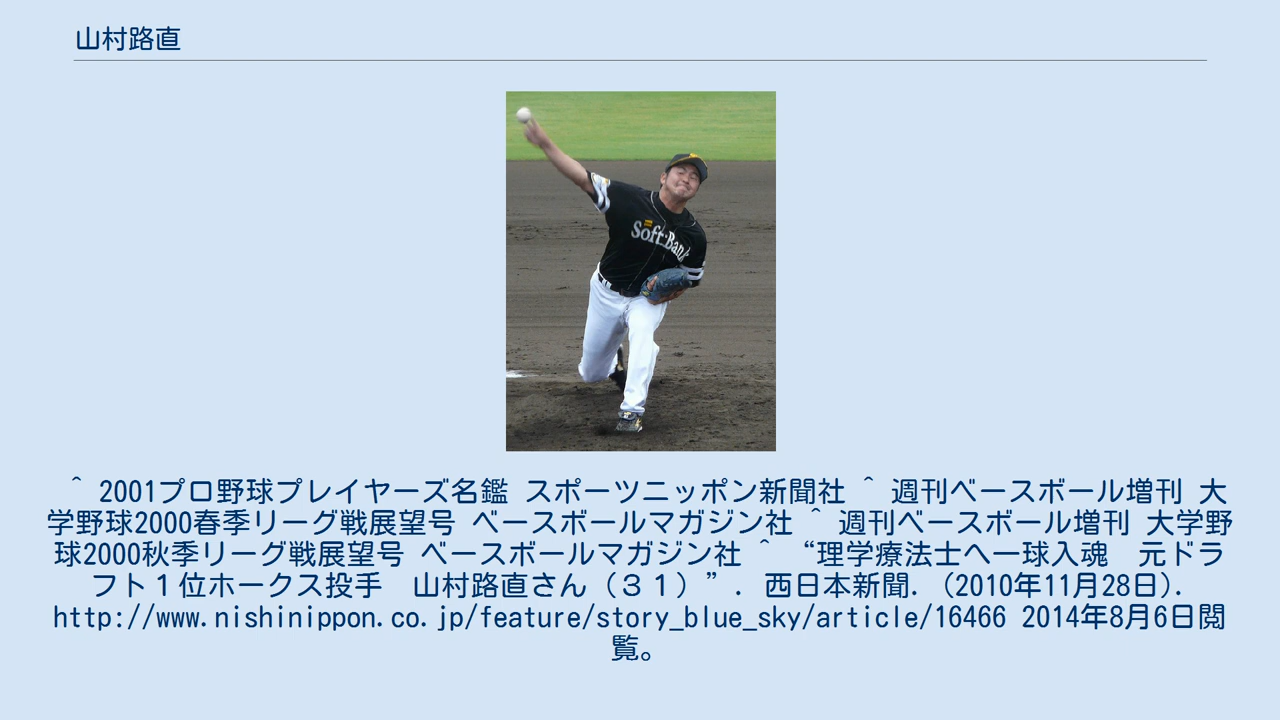 山村路直
SoftBank
^ 2001プロ野球プレイヤーズ名鑑 スポーツニッポン新聞社 ^ 週刊ベースボール増刊 大
学野球2000春季リーグ戦展望号 ベースボールマガジン社 ^ 週刊ベースボール増刊 大学野
球2000秋季リーグ戦展望号 ベースボールマガジン社 ^ “理学療法士へ一球入魂　元ドラ
フト１位ホークス投手　山村路直さん（３１）”. 西日本新聞. （2010年11月28日).
http://www.nishinippon.co.jp/feature/story_blue_sky/article/16466 2014年8月6日閲
覧。